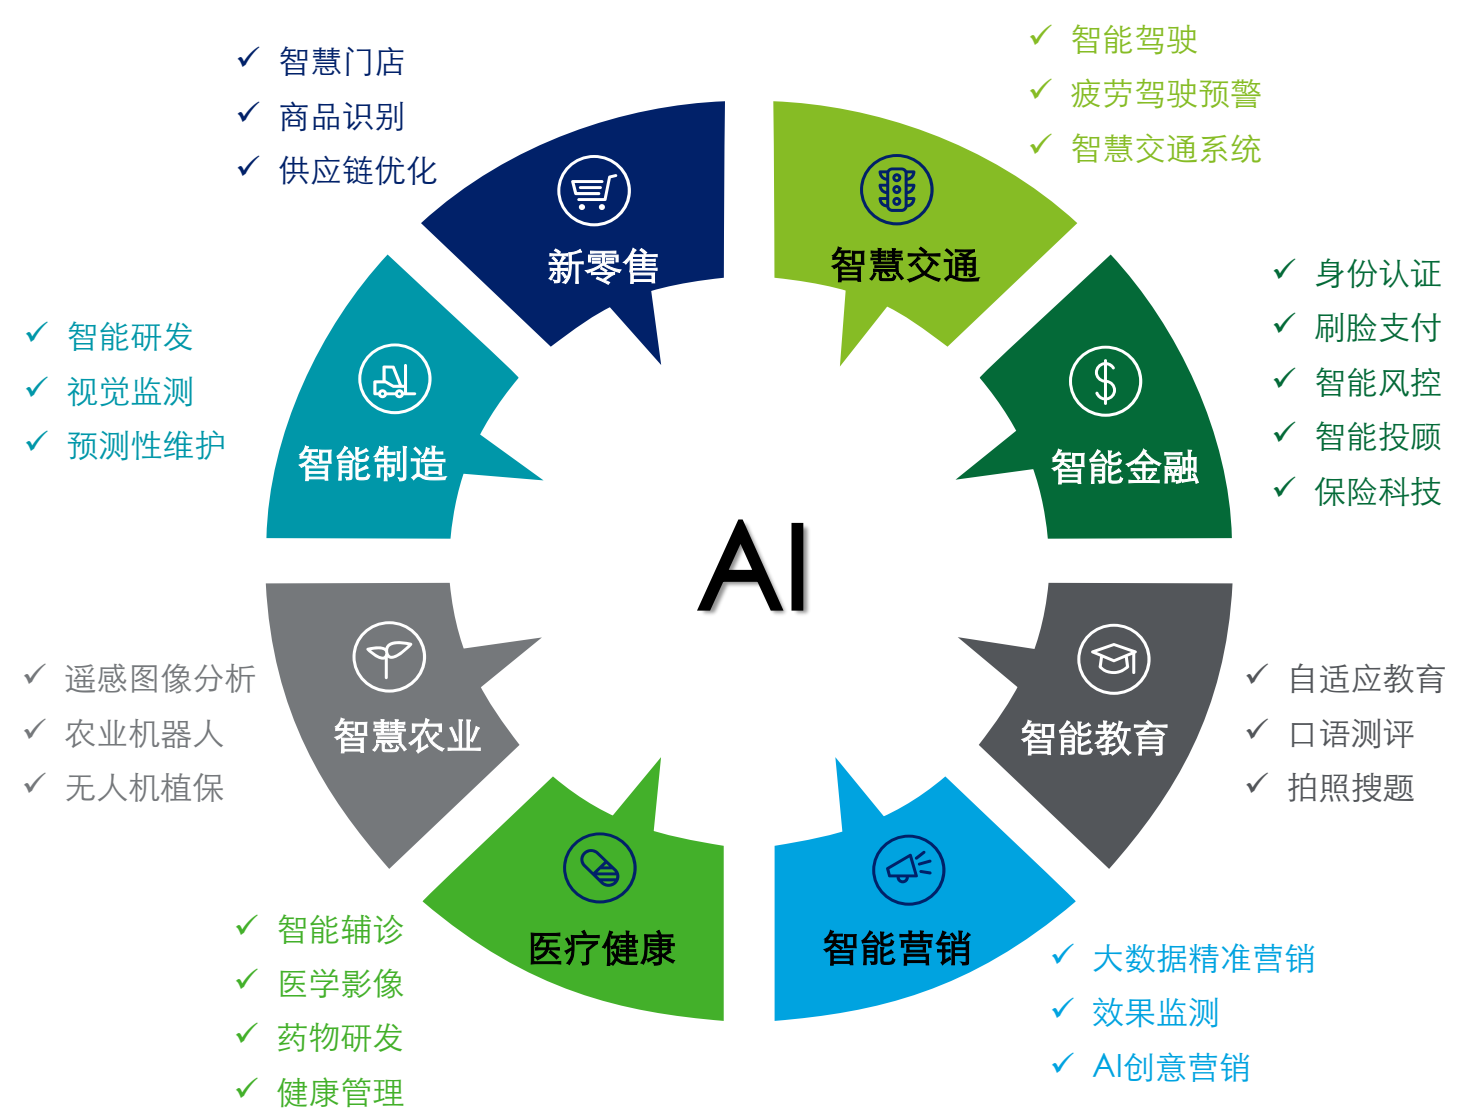 智慧门店
商品识别
供应链优化
新零售
智能驾驶
疲劳驾驶预警
智慧交通系统
智慧交通
身份认证
刷脸支付
智能风控
智能投顾
保险科技
智能金融
自适应教育
口语测评
拍照搜题
智能教育
大数据精准营销
效果监测
AI创意营销
智能营销
智能辅诊
医学影像
药物研发
健康管理
医疗健康
遥感图像分析
农业机器人
无人机植保
智慧农业
智能研发
视觉监测
预测性维护
智能制造
AI